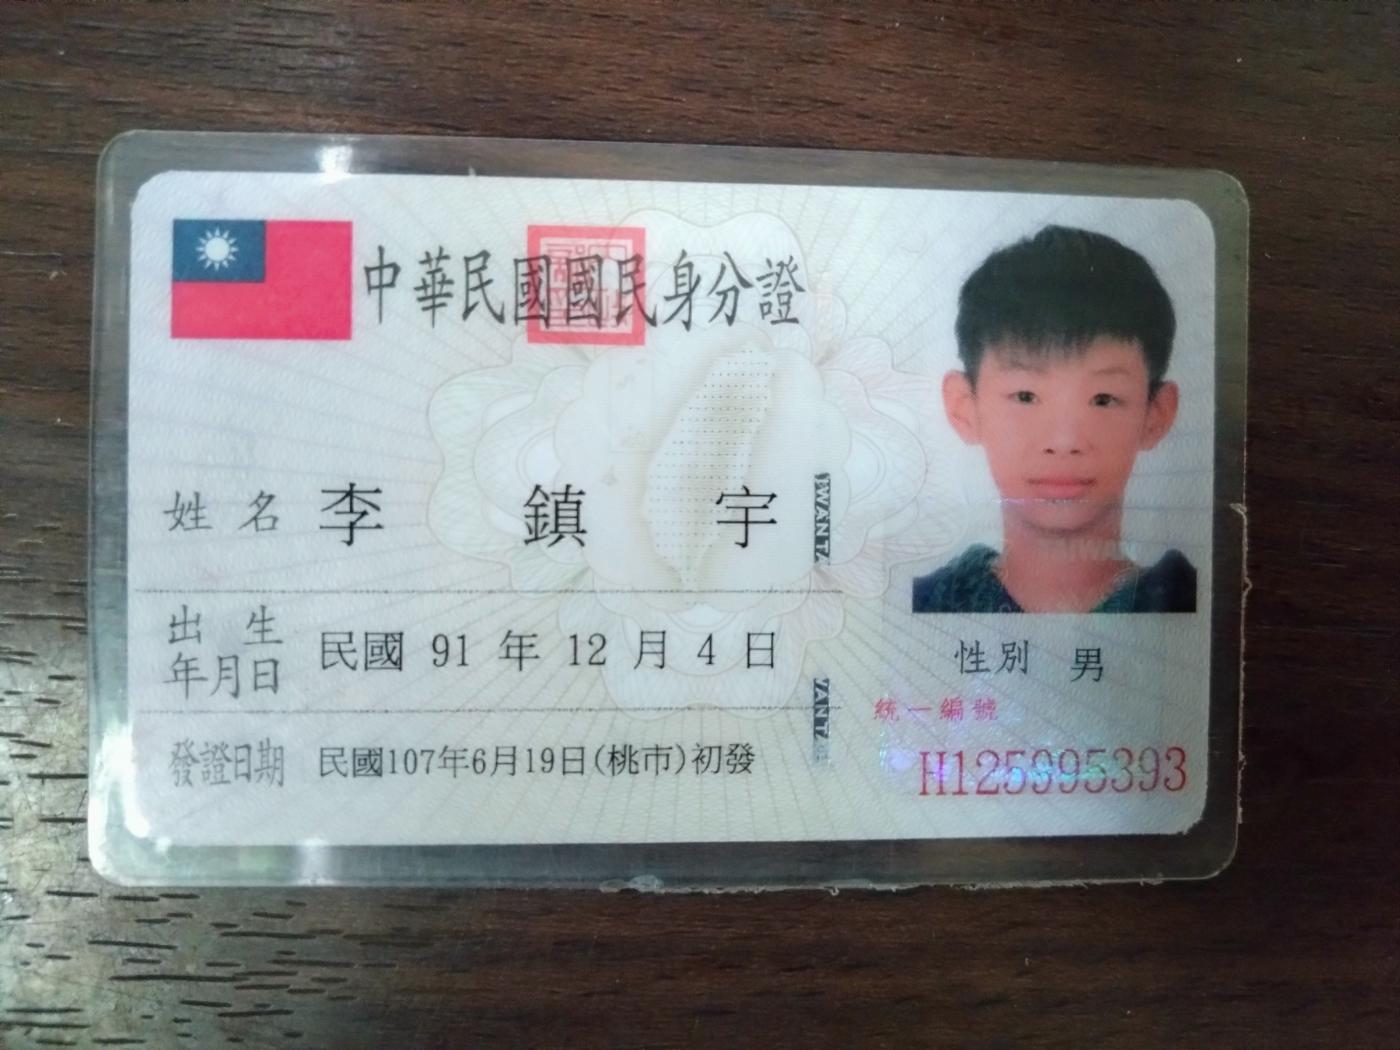 中華民國國民身分證
姓名 李鎮宇
出生年月日 民國 91 年 12 月 4 日
發證日期 民國107年6月19日(桃市)初發
性別 男
統一編號
H125995393